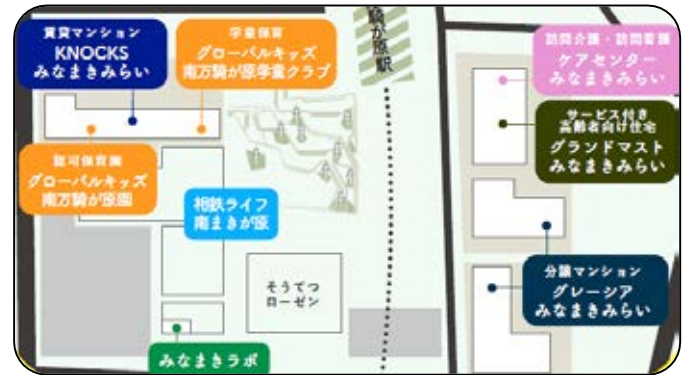 賃貸マンション
KNOCKS
みなまきみらい
学童保育
グローバルキッズ
南万騎が原学童クラブ
騎が原駅
訪問介護・訪問看護
ケアセンター
みなまきみらい
サービス付き
高齢者向け住宅
グランドマスト
みなまきみらい
認可保育園
グローバルキッズ
南万騎が原園
相鉄ライフ
南まきが原
そうてつ
ローゼン
分譲マンション
グレーシア
みなまきみらい
みなまきラボ